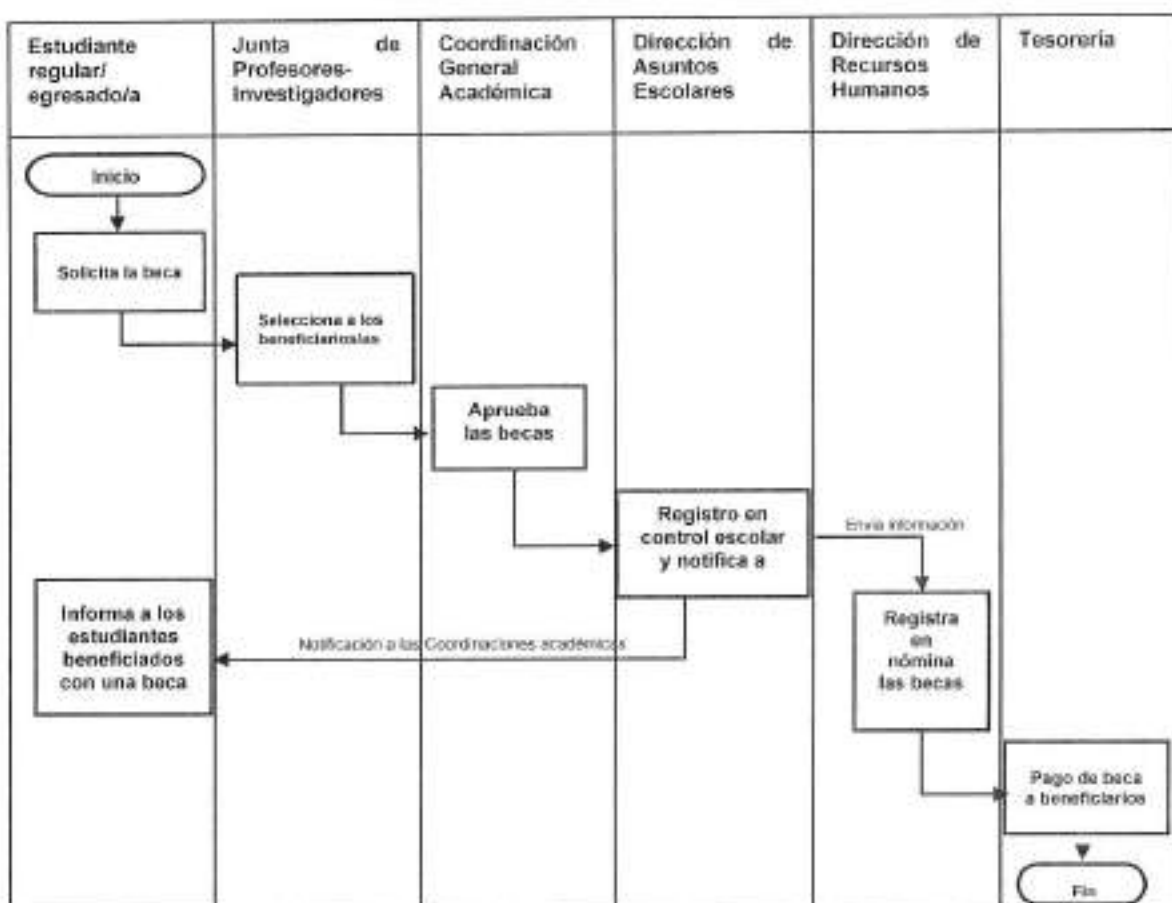 Estudiante
regular/
egresado/a
Junta de
Profesores-
Investigadores
Coordinación
General
Académica
Dirección de
Asuntos
Escolares
Dirección de
Recursos
Humanos
Tesorería
Inicio
Solicita la beca
Selecciona a los
beneficiarios/as
Aprueba
las becas
Registro en
control escolar
y notifica a
Envía información
Informa a los
estudiantes
beneficiados
con una beca
Notificación a las Coordinaciones académicas
Registra
en
nómina
las becas
Pago de beca
a beneficiarios
Fin